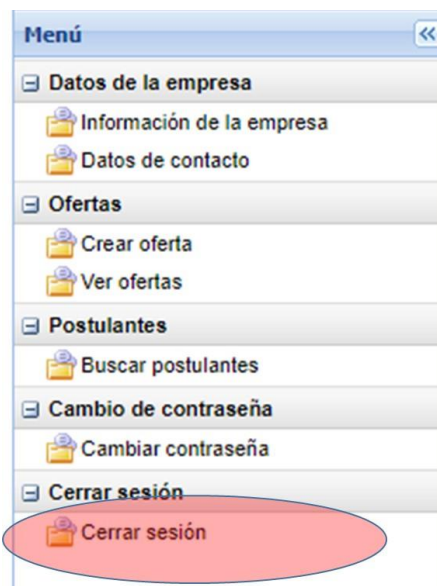 Menú
Datos de la empresa
Información de la empresa
Datos de contacto
Ofertas
Crear oferta
Ver ofertas
Postulantes
Buscar postulantes
Cambio de contraseña
Cambiar contraseña
Cerrar sesión
Cerrar sesión